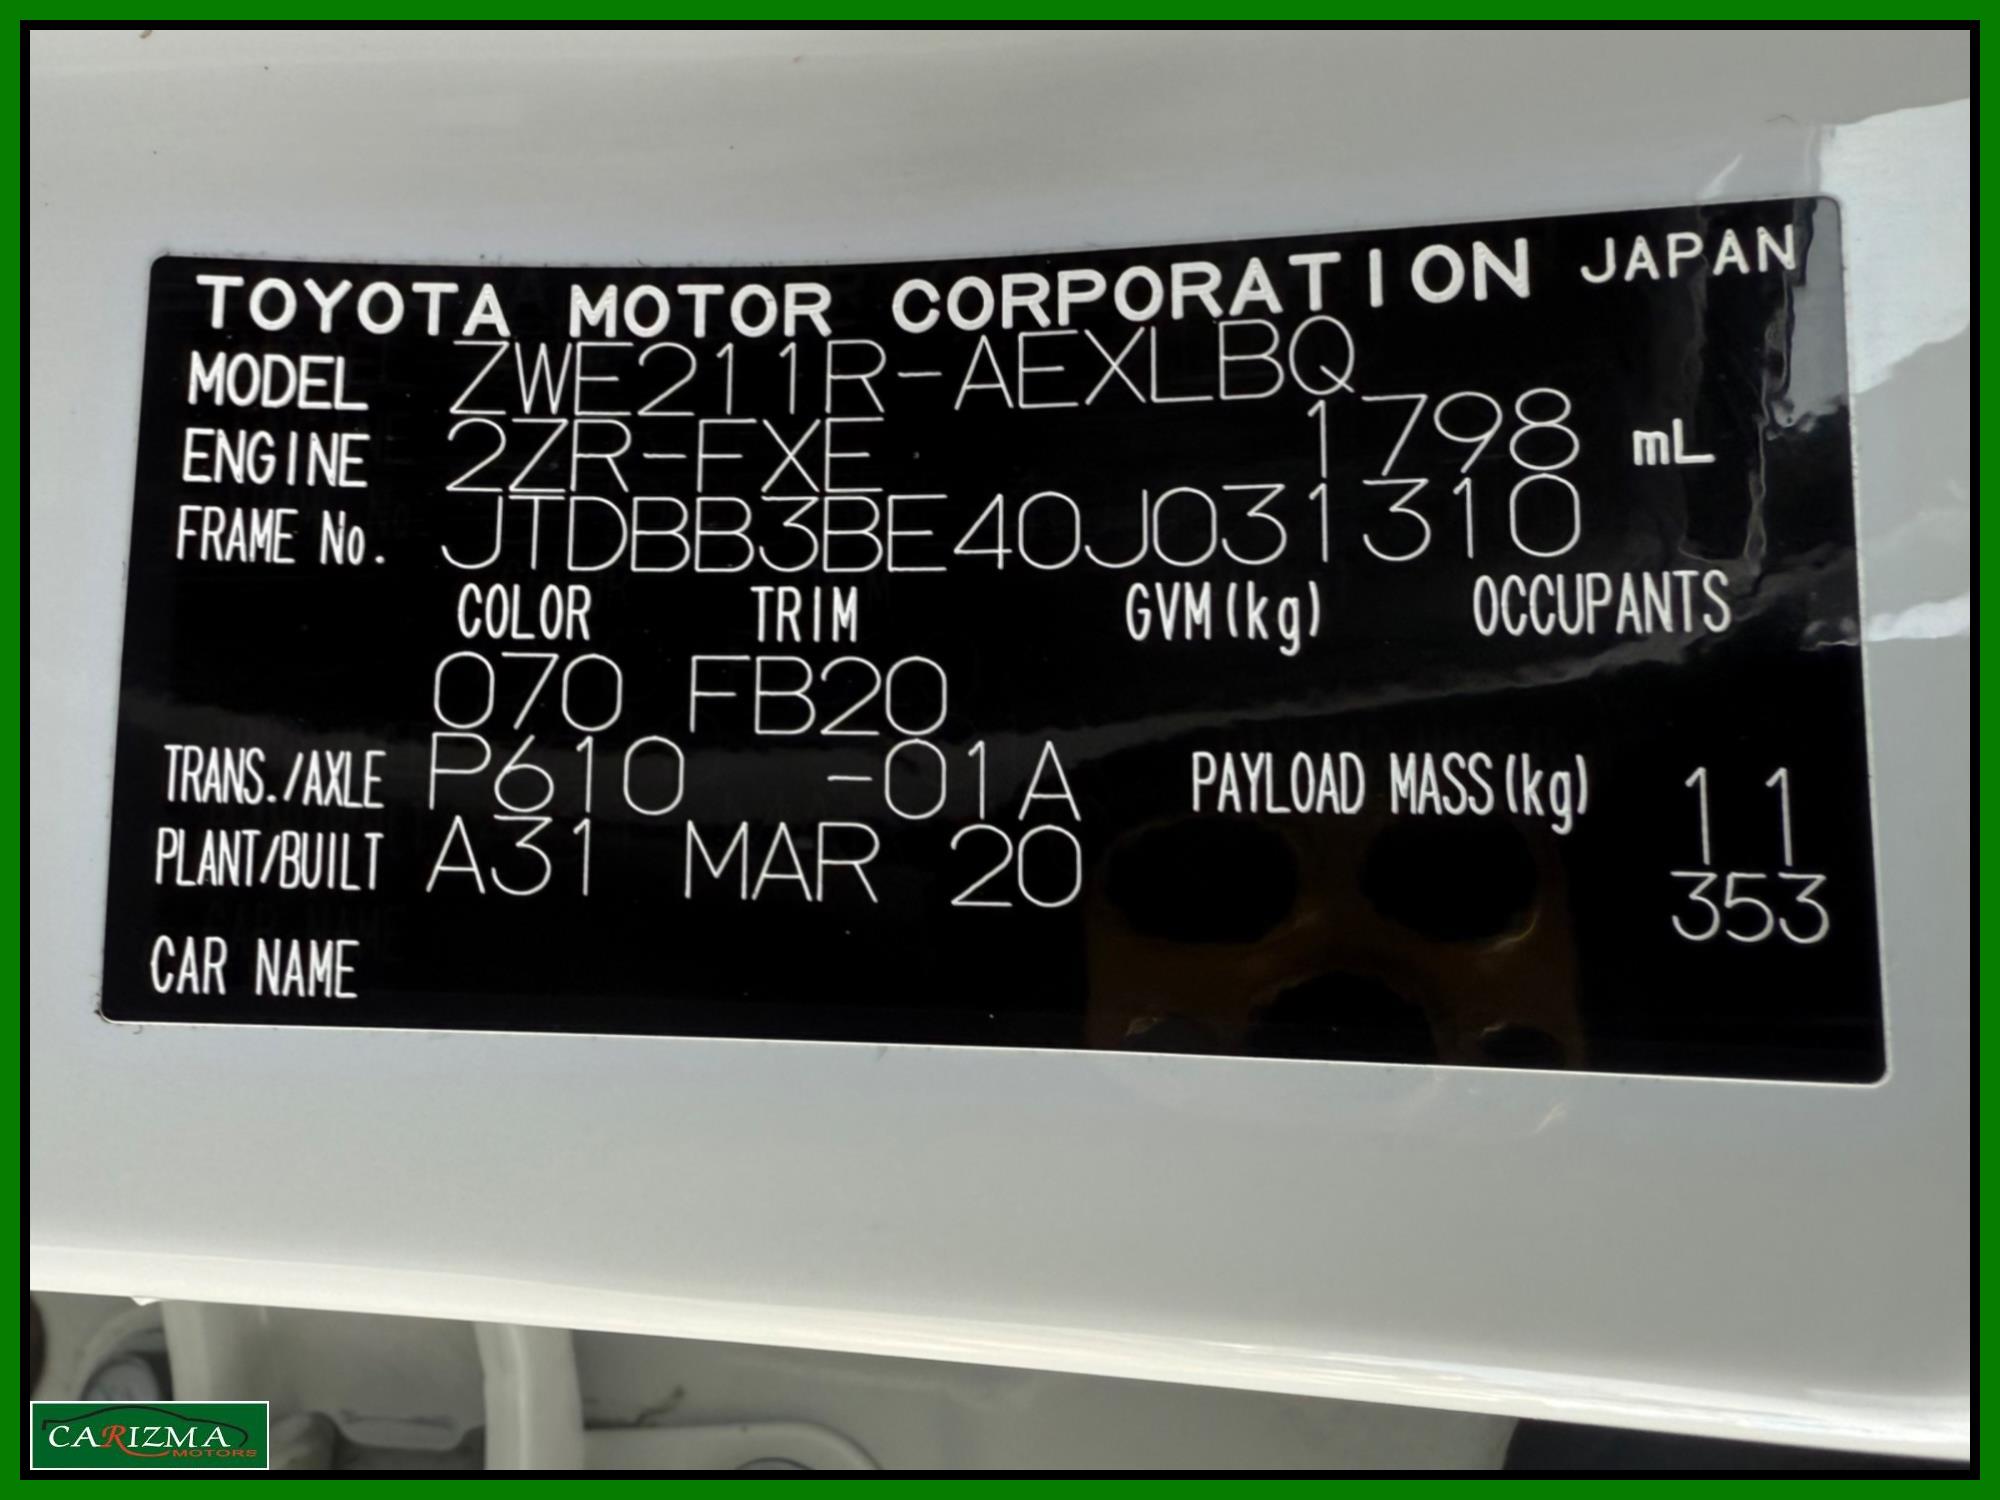 TOYOTA MOTOR CORPORATION JAPAN
MODEL ZWE211R-AEXLBQ
ENGINE 2ZR-FXE 1798 mL
FRAME No. JTDBB3BE40J031310
COLOR TRIM GVM(kg) OCCUPANTS
070 FB20
TRANS./AXLE P610 -01A PAYLOAD MASS(kg) 11
PLANT/BUILT A31 MAR 20 353
CAR NAME
CARIZMA
MOTORS